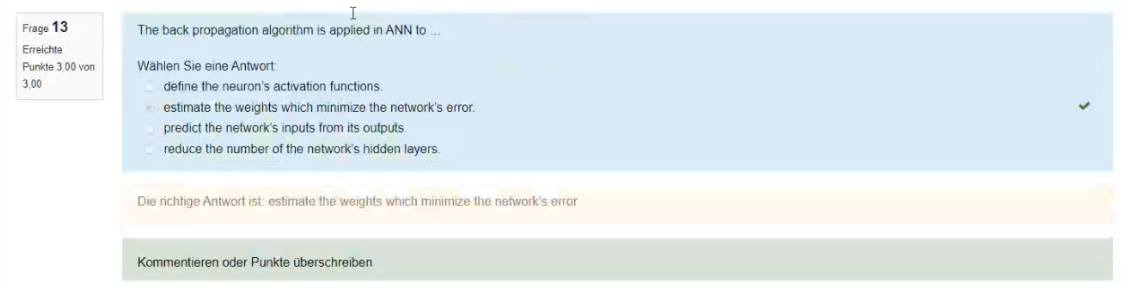 Frage 13
Erreichte
Punkte 3,00 von
3,00
The back propagation algorithm is applied in ANN to ...
Wählen Sie eine Antwort:
define the neuron's activation functions.
estimate the weights which minimize the network's error.
predict the network's inputs from its outputs
reduce the number of the network's hidden layers.
Die richtige Antwort ist: estimate the weights which minimize the network's error
Kommentieren oder Punkte überschreiben